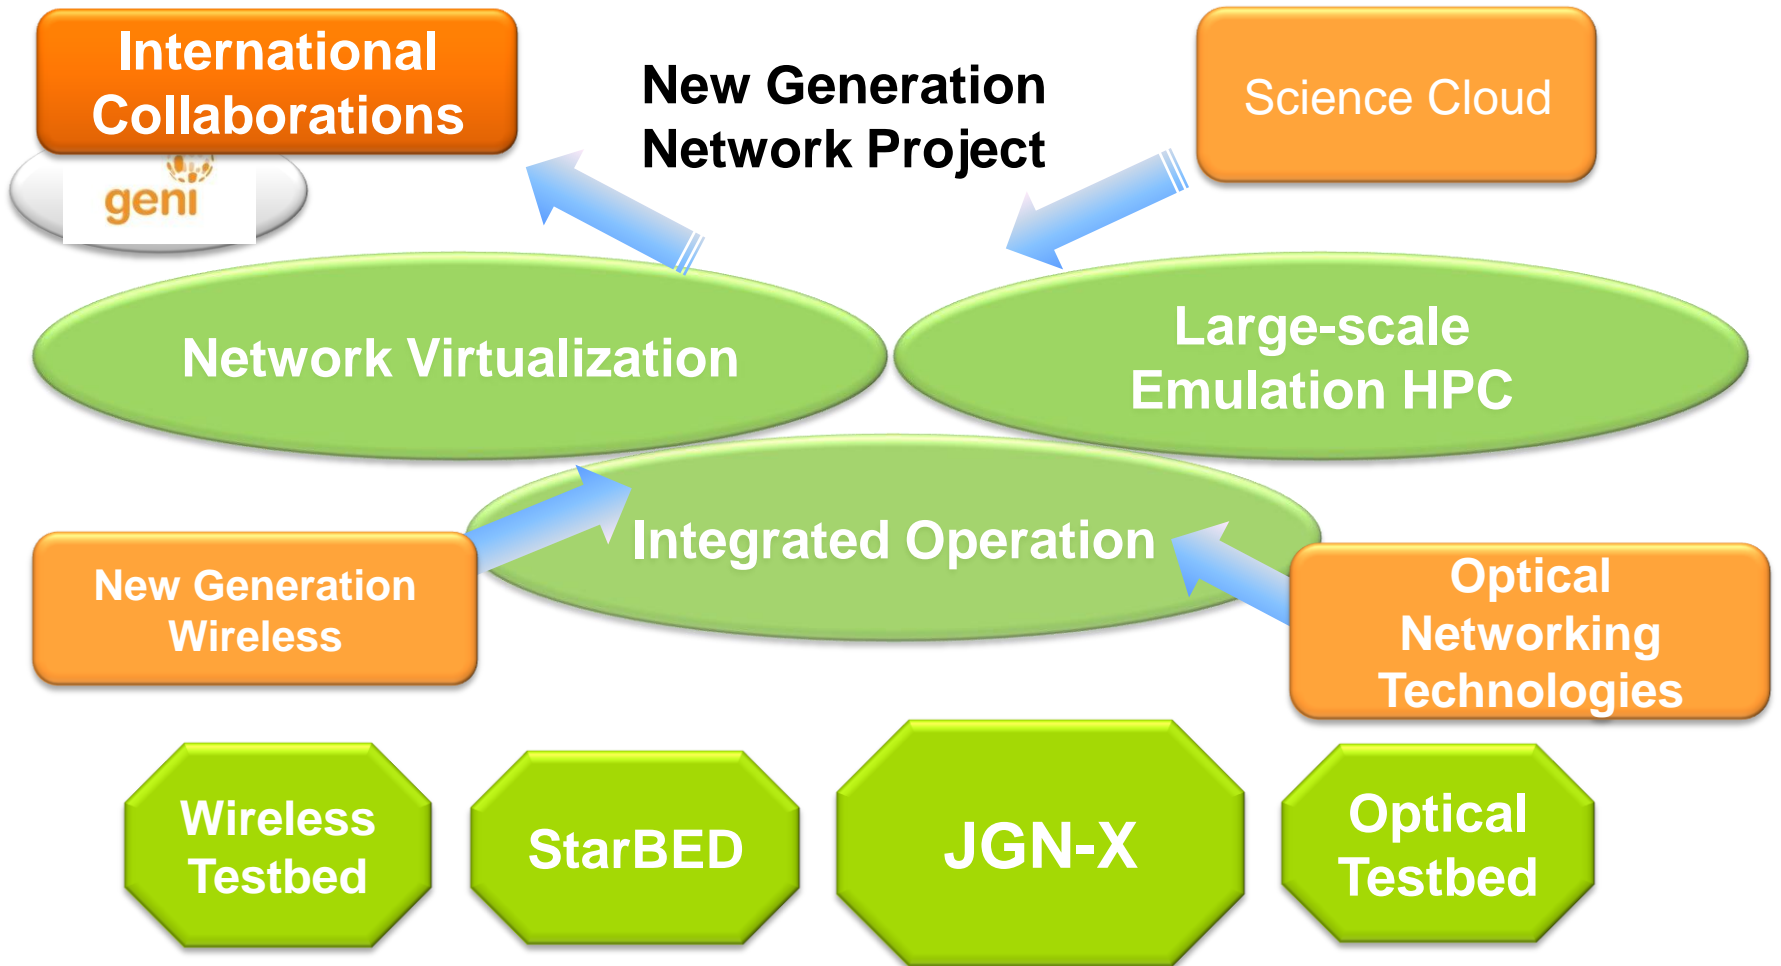 International
Collaborations
geni
New Generation
Network Project
Science Cloud
Network Virtualization
Large-scale
Emulation HPC
Integrated Operation
New Generation
Wireless
Optical
Networking
Technologies
Wireless
Testbed
StarBED
JGN-X
Optical
Testbed